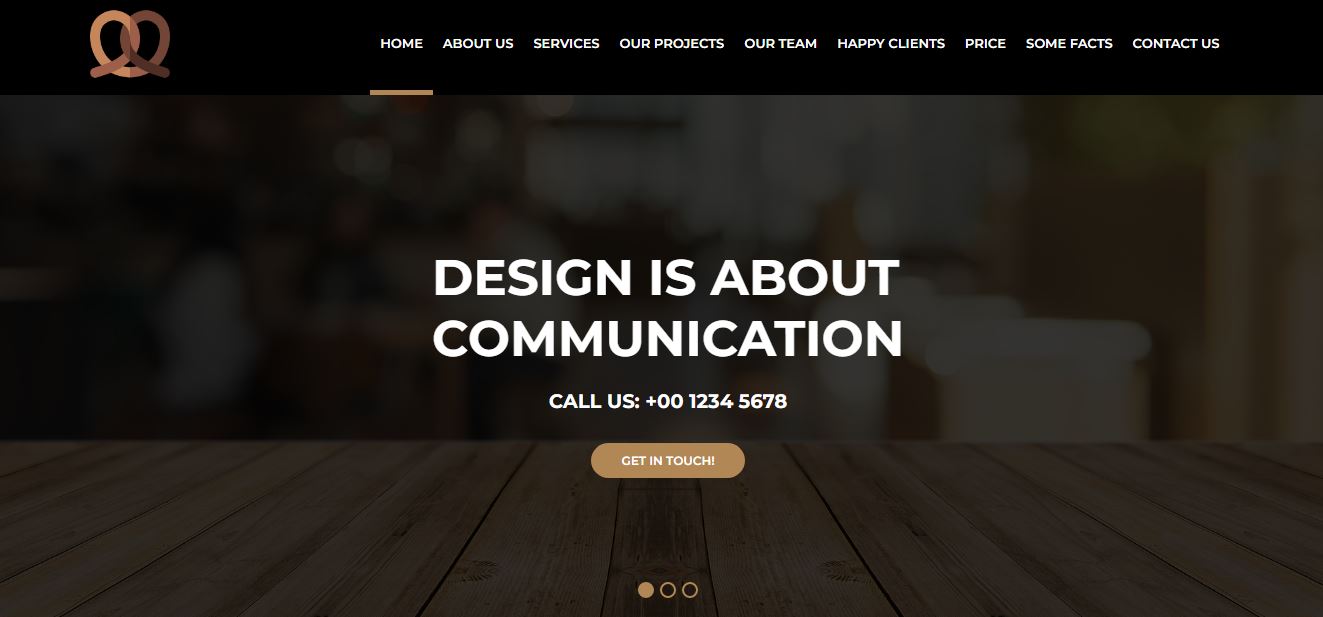 HOME ABOUT US SERVICES OUR PROJECTS OUR TEAM HAPPY CLIENTS PRICE SOME FACTS CONTACT US
DESIGN IS ABOUT
COMMUNICATION
CALL US: +00 1234 5678
GET IN TOUCH!